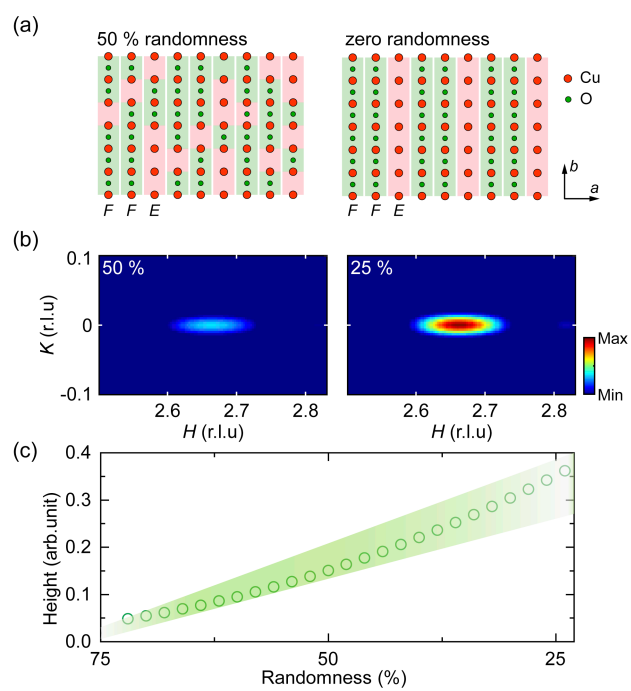 (a)
50 % randomness
zero randomness
Cu
O
F F E
F F E
b
a
(b)
50 %
25 %
K (r.l.u)
0.1
0
-0.1
2.6 2.7 2.8
2.6 2.7 2.8
H (r.l.u)
H (r.l.u)
Max
Min
(c)
Height (arb.unit)
0.4
0.3
0.2
0.1
0.0
75 50 25
Randomness (%)